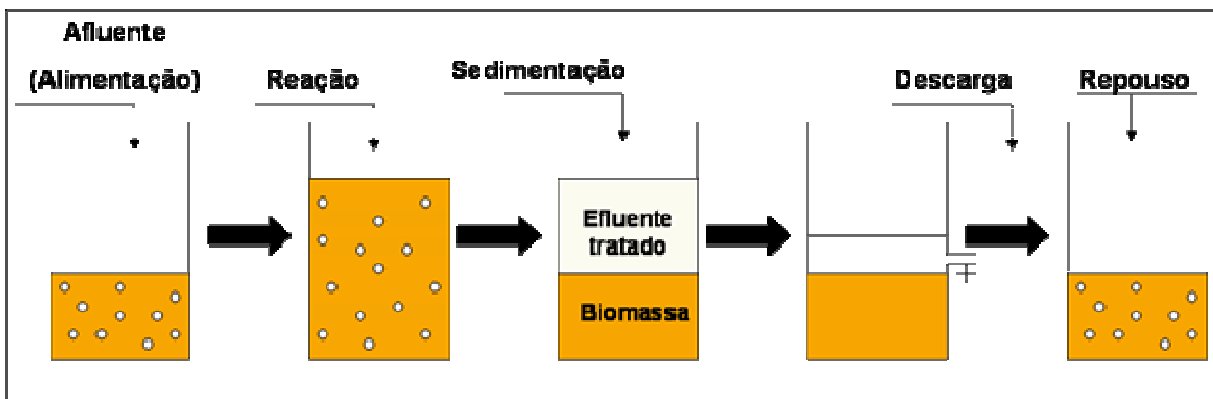 Afluente
(Alimentação)
Reação
Sedimentação
Descarga
Repouso
Efluente
tratado
Biomassa